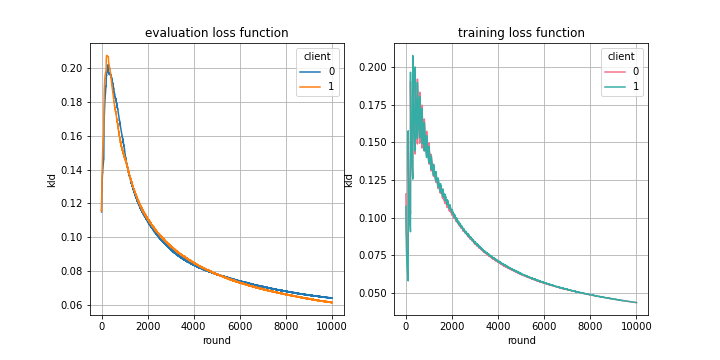 evaluation loss function
training loss function
client
0
1
client
0
1
0.20
0.18
0.16
0.14
0.12
0.10
0.08
0.06
kld
0.200
0.175
0.150
0.125
0.100
0.075
0.050
kld
0 2000 4000 6000 8000 10000
0 2000 4000 6000 8000 10000
round
round